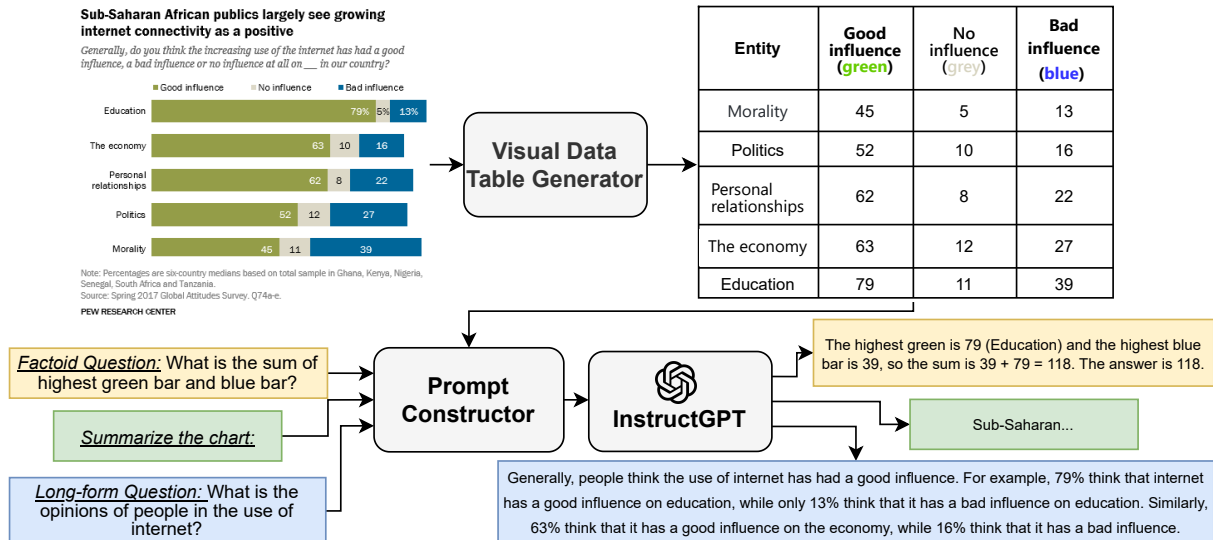 Sub-Saharan African publics largely see growing
internet connectivity as a positive
Generally, do you think the increasing use of the internet has had a good
influence, a bad influence or no influence at all on __ in our country?
Good influence No influence Bad influence
Education 79% 5% 13%
The economy 63 10 16
Personal
relationships 62 8 22
Politics 52 12 27
Morality 45 11 39
Note: Percentages are six-country medians based on total sample in Ghana, Kenya, Nigeria,
Senegal, South Africa and Tanzania.
Source: Spring 2017 Global Attitudes Survey. Q74a-e.
PEW RESEARCH CENTER
Visual Data
Table Generator
Entity Good
influence
(green) No
influence
(grey) Bad
influence
(blue)
Morality 45 5 13
Politics 52 10 16
Personal
relationships 62 8 22
The economy 63 12 27
Education 79 11 39
Factoid Question: What is the sum of
highest green bar and blue bar?
Summarize the chart:
Long-form Question: What is the
opinions of people in the use of
internet?
Prompt
Constructor
InstructGPT
The highest green is 79 (Education) and the highest blue
bar is 39, so the sum is 39 + 79 = 118. The answer is 118.
Sub-Saharan...
Generally, people think the use of internet has had a good influence. For example, 79% think that internet
has a good influence on education, while only 13% think that it has a bad influence on education. Similarly,
63% think that it has a good influence on the economy, while 16% think that it has a bad influence.